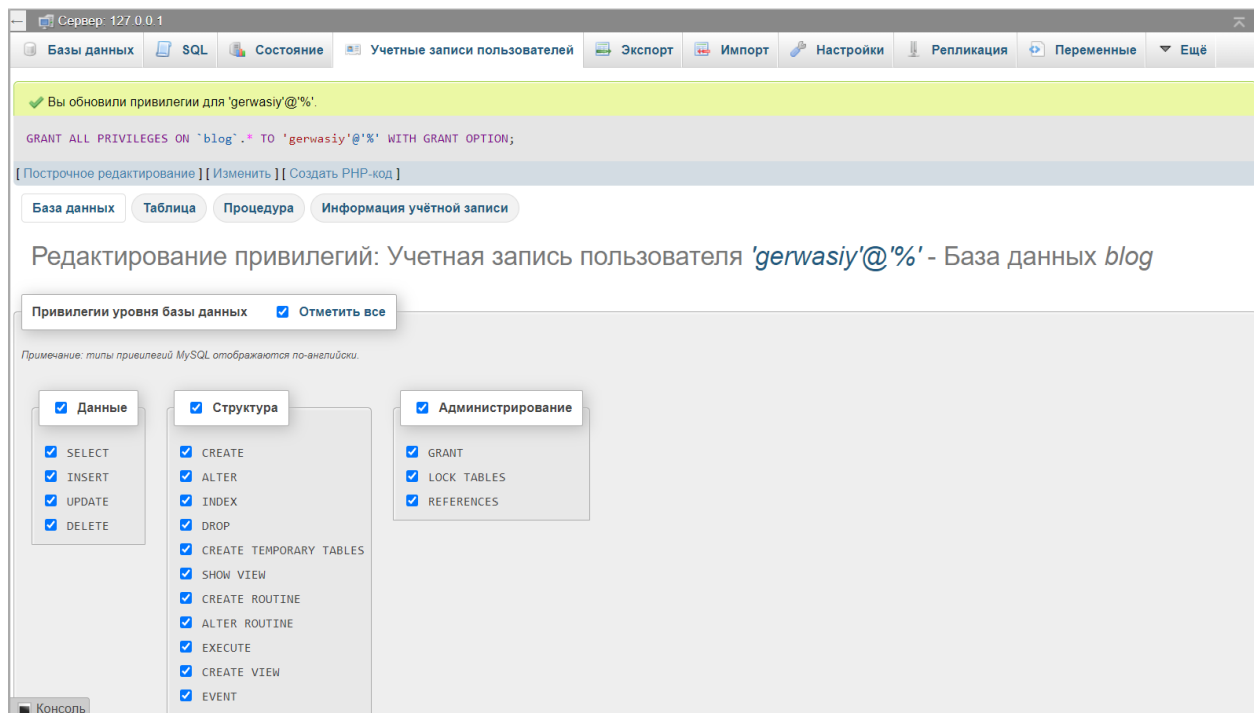 Сервер: 127.0.0.1
Базы данных SQL Состояние Учетные записи пользователей Экспорт Импорт Настройки Репликация Переменные Ещё
Вы обновили привилегии для 'gerwasiy'@'%'.
GRANT ALL PRIVILEGES ON `blog`.* TO 'gerwasiy'@'%' WITH GRANT OPTION;
[ Построчное редактирование ] [ Изменить ] [ Создать PHP-код ]
База данных Таблица Процедура Информация учётной записи
Редактирование привилегий: Учетная запись пользователя 'gerwasiy'@'%' - База данных blog
Привилегии уровня базы данных Отметить все
Примечание: типы привилегий MySQL отображаются по-английски.
Данные
SELECT
INSERT
UPDATE
DELETE
Структура
CREATE
ALTER
INDEX
DROP
CREATE TEMPORARY TABLES
SHOW VIEW
CREATE ROUTINE
ALTER ROUTINE
EXECUTE
CREATE VIEW
EVENT
Администрирование
GRANT
LOCK TABLES
REFERENCES
Консоль